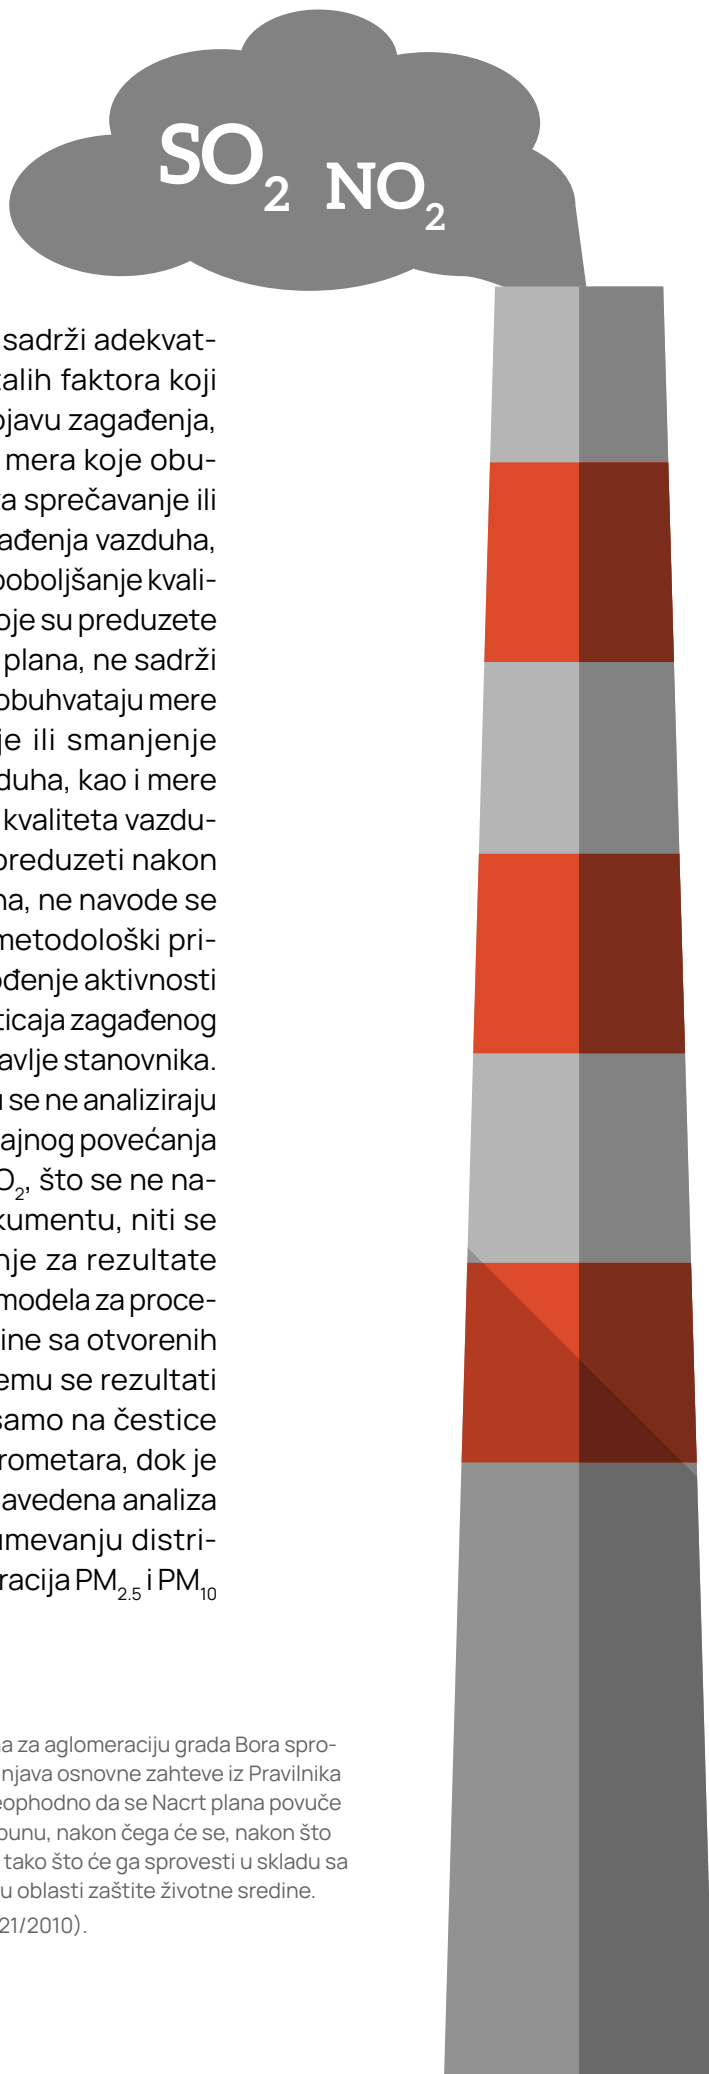 SO₂ NO₂
sadrži adekvat-
talih faktora koji
ojavu zagađenja,
mera koje obu-
a sprečavanje ili
ađenja vazduha,
poboljšanje kvali-
oje su preduzete
plana, ne sadrži
obuhvataju mere
je ili smanjenje
duha, kao i mere
kvaliteta vazdu-
preduzeti nakon
na, ne navode se
metodološki pri-
ođenje aktivnosti
ticaja zagađenog
avlje stanovnika.
u se ne analiziraju
ajnog povećanja
O₂, što se ne na-
kumentu, niti se
nje za rezultate
modela za proce-
ine sa otvorenih
emu se rezultati
samo na čestice
rometara, dok je
avedena analiza
umevanju distri-
racija PM₂.₅ i PM₁₀
a za aglomeraciju grada Bora spro-
njava osnovne zahteve iz Pravilnika
eophodno da se Nacrt plana povuče
punu, nakon čega će se, nakon što
tako što će ga sprovesti u skladu sa
u oblasti zaštite životne sredine.
21/2010).